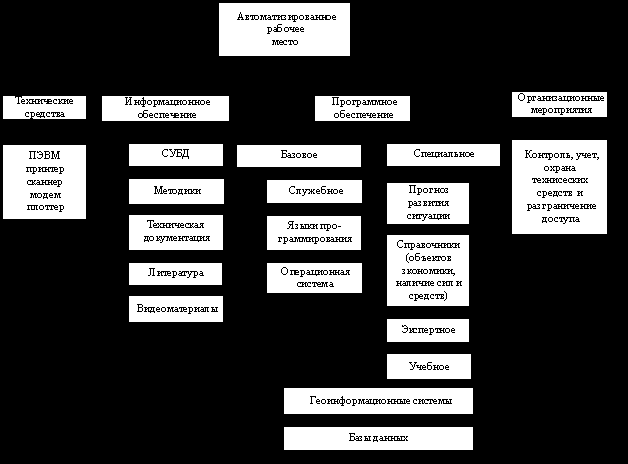 Автоматизированное
рабочее
место
Технические
средства
Информационное
обеспечение
Программное
обеспечение
Организационные
мероприятия
ПЭВМ
принтер
сканнер
модем
плоттер
СУБД
Методики
Техническая
документация
Литература
Видеоматериалы
Базовое
Служебное
Языки про-
граммирования
Операционная
система
Специальное
Прогноз
развития
ситуации
Справочники
(объектов
экономики,
наличие сил и
средств)
Экспертное
Учебное
Геоинформационные системы
Базы данных
Контроль, учет,
охрана
технисеских
средств и
разграничение
доступа